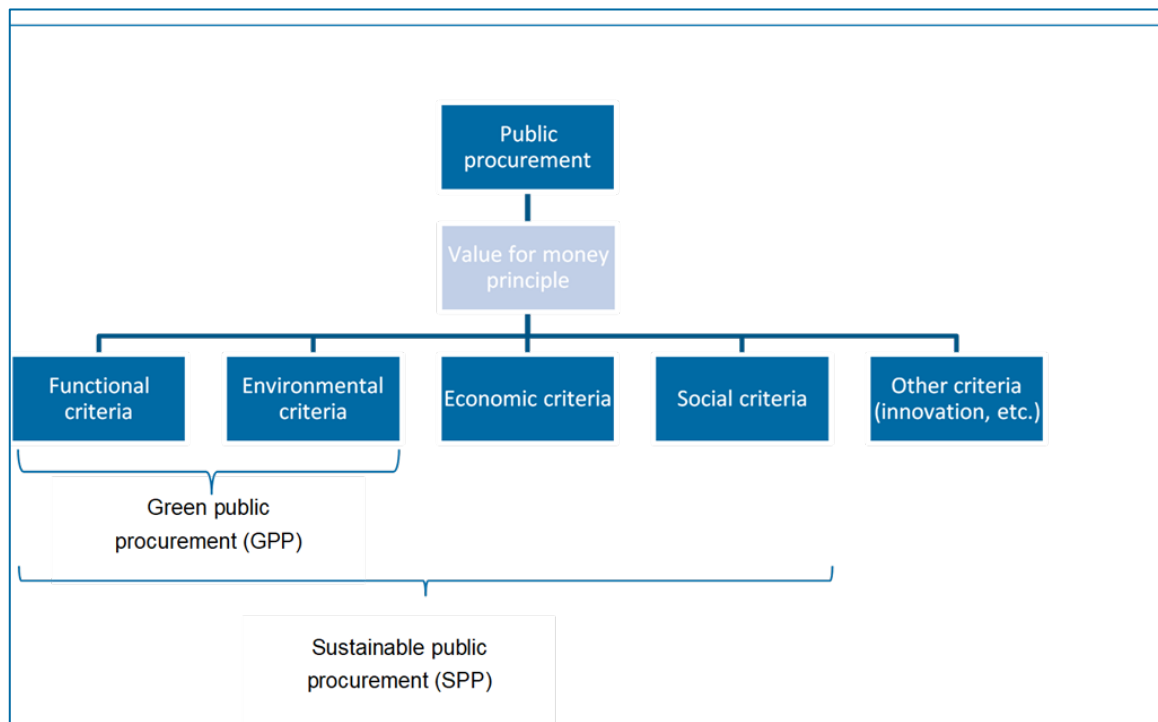 Public
procurement
Value for money
principle
Functional
criteria
Environmental
criteria
Economic criteria
Social criteria
Other criteria
(innovation, etc.)
Green public
procurement (GPP)
Sustainable public
procurement (SPP)